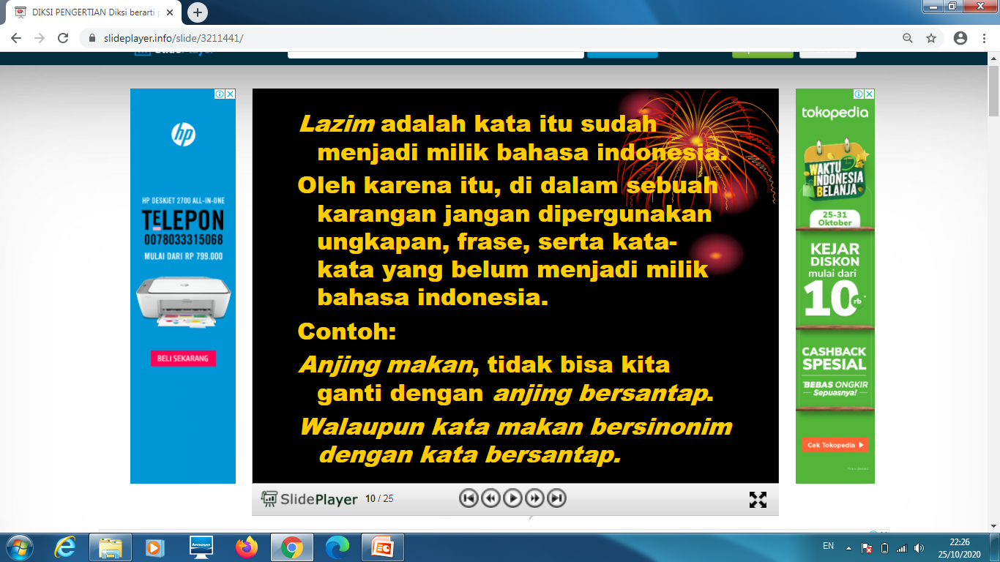 DIKSI PENGERTIAN Diksi berarti
slideplayer.info/slide/3211441/
hp
HP DESKJET 2700 ALL-IN-ONE
TELEPON
0078033315068
MULAI DARI RP 799.000
BELI SEKARANG
Lazim adalah kata itu sudah
menjadi milik bahasa indonesia.
Oleh karena itu, di dalam sebuah
karangan jangan dipergunakan
ungkapan, frase, serta kata-
kata yang belum menjadi milik
bahasa indonesia.
Contoh:
Anjing makan, tidak bisa kita
ganti dengan anjing bersantap.
Walaupun kata makan bersinonim
dengan kata bersantap.
SlidePlayer 10 / 25
tokopedia
WAKTU
INDONESIA
BELANJA
25-31
Oktober
KEJAR
DISKON
mulai dari
10 rb*
CASHBACK
SPESIAL
+BEBAS ONGKIR
Sepuasnya!
Cek Tokopedia
lenovo
EN
22:26
25/10/2020